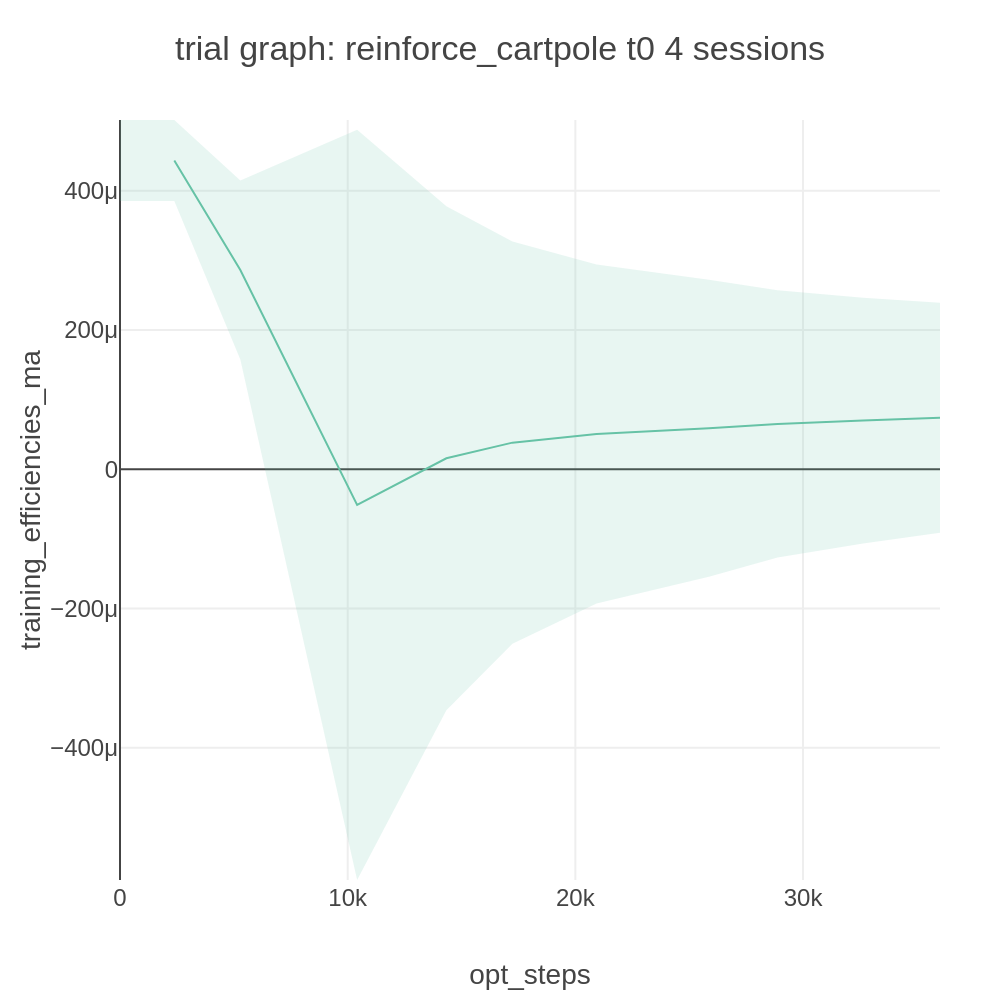 trial graph: reinforce_cartpole t0 4 sessions
400μ
200μ
0
−200μ
−400μ
training_efficiencies_ma
0
10k
20k
30k
opt_steps